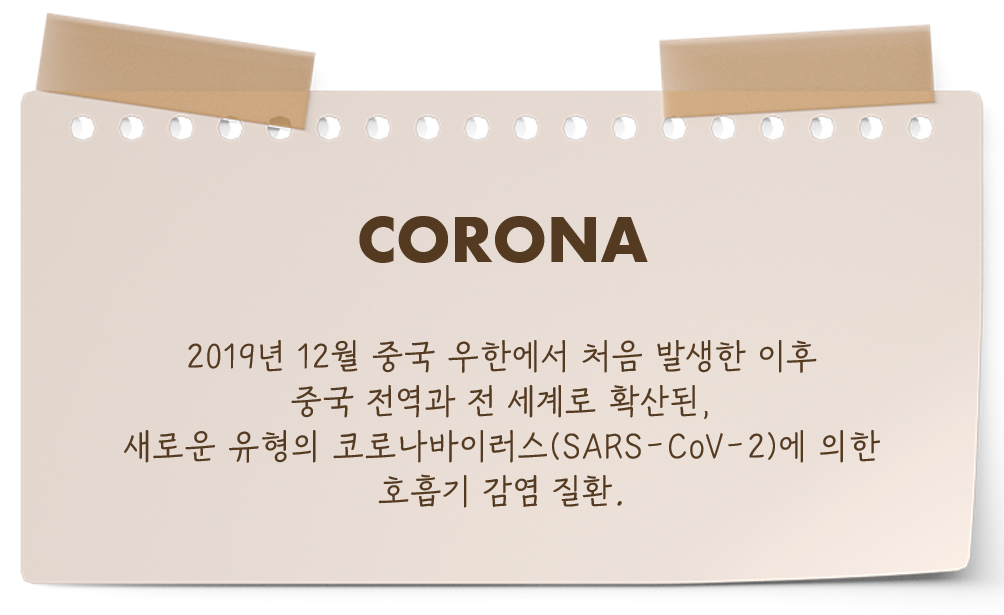 CORONA
2019년 12월 중국 우한에서 처음 발생한 이후
중국 전역과 전 세계로 확산된,
새로운 유형의 코로나바이러스(SARS-CoV-2)에 의한
호흡기 감염 질환.